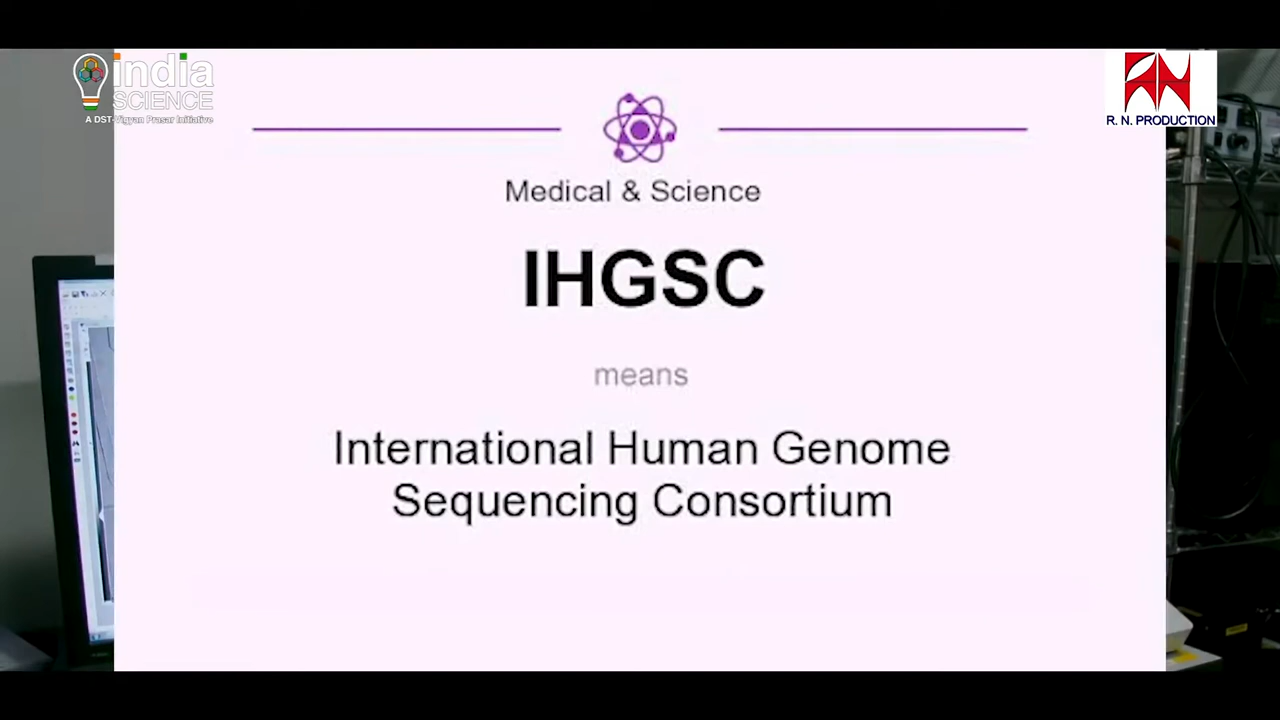 india
SCIENCE
A DST-Vigyan Prasar Initiative
R. N. PRODUCTION
Medical & Science
IHGSC
means
International Human Genome
Sequencing Consortium